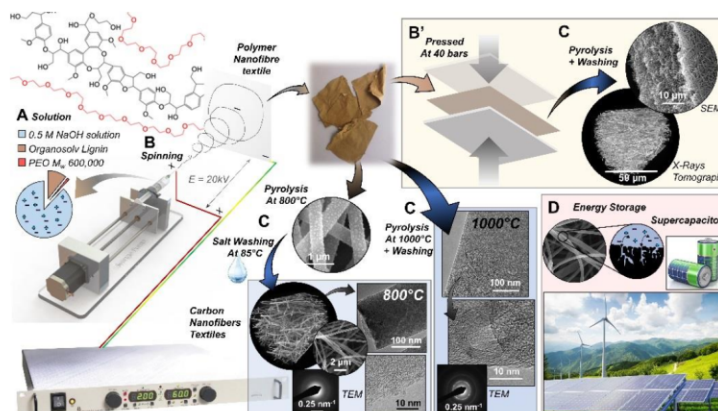 Polymer
Nanofibre
textile
A Solution
0.5 M NaOH solution
Organosolv Lignin
PEO Mw 600,000
B
Spinning
E = 20kV
B'
Pressed
At 40 bars
Pyrolysis
+ Washing
C
10 µm
SEM
50 µm
X-Rays
Pyrolysis
At 800°C
C
Salt Washing
At 85°C
1 µm
Pyrolysis
At 1000°C
+ Washing
C
1000°C
100 nm
10 nm
0.25 nm⁻¹
TEM
Carbon
Nanofibers
Textiles
2 µm
800°C
100 nm
0.25 nm⁻¹
TEM
10 nm
D
Energy Storage
Supercapacitor
200
600